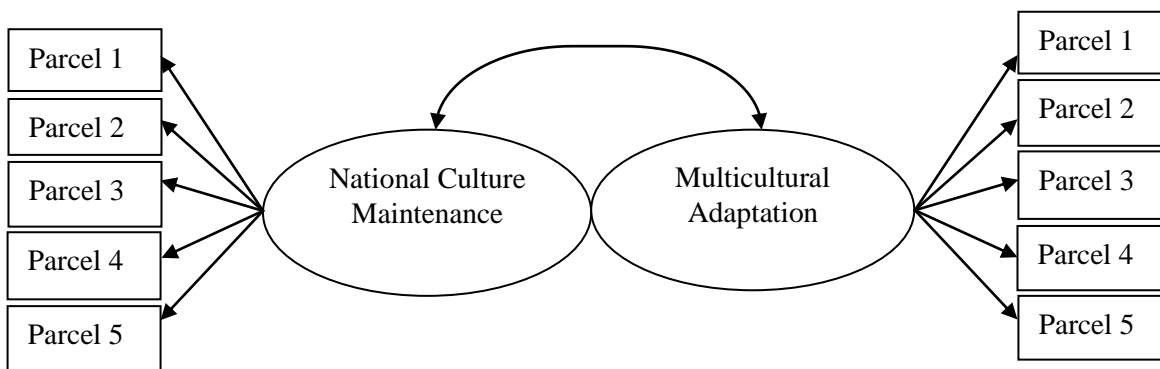 Parcel 1
Parcel 2
Parcel 3
Parcel 4
Parcel 5
National Culture
Maintenance
Multicultural
Adaptation
Parcel 1
Parcel 2
Parcel 3
Parcel 4
Parcel 5